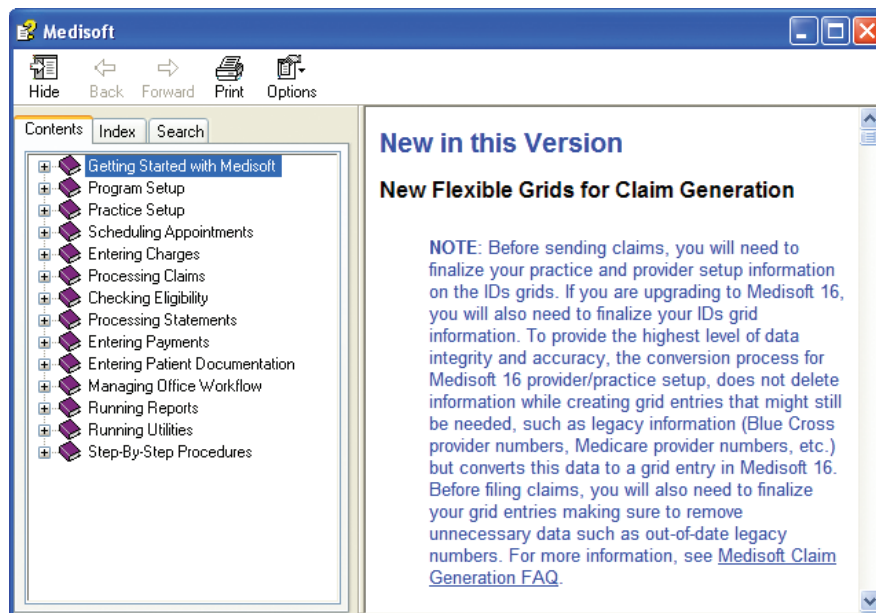 Medisoft
Hide
Back
Forward
Print
Options
Contents
Index
Search
Getting Started with Medisoft
Program Setup
Practice Setup
Scheduling Appointments
Entering Charges
Processing Claims
Checking Eligibility
Processing Statements
Entering Payments
Entering Patient Documentation
Managing Office Workflow
Running Reports
Running Utilities
Step-By-Step Procedures
New in this Version
New Flexible Grids for Claim Generation
NOTE: Before sending claims, you will need to
finalize your practice and provider setup information
on the IDs grids. If you are upgrading to Medisoft 16,
you will also need to finalize your IDs grid
information. To provide the highest level of data
integrity and accuracy, the conversion process for
Medisoft 16 provider/practice setup, does not delete
information while creating grid entries that might still
be needed, such as legacy information (Blue Cross
provider numbers, Medicare provider numbers, etc.)
but converts this data to a grid entry in Medisoft 16.
Before filing claims, you will also need to finalize
your grid entries making sure to remove
unnecessary data such as out-of-date legacy
numbers. For more information, see Medisoft Claim
Generation FAQ.